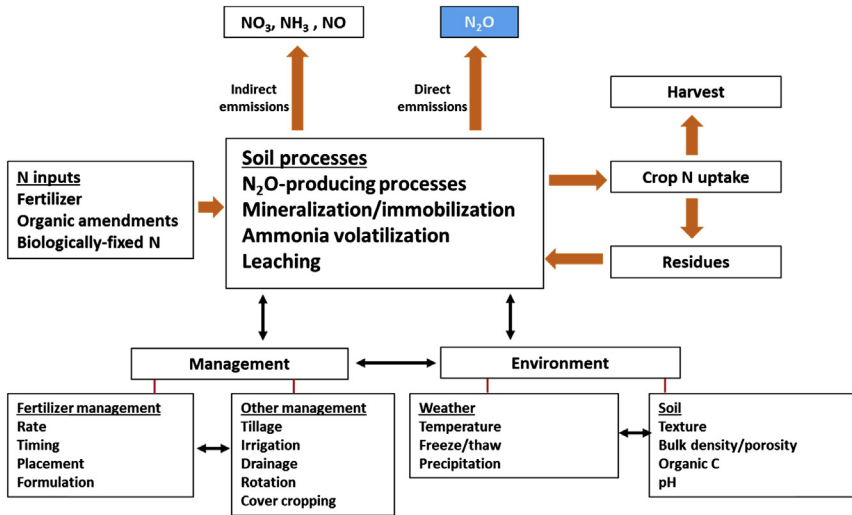 NO₃, NH₃ , NO
N₂O
Indirect
emmissions
Direct
emmissions
Harvest
N inputs
Fertilizer
Organic amendments
Biologically-fixed N
Soil processes
N₂O-producing processes
Mineralization/immobilization
Ammonia volatilization
Leaching
Crop N uptake
Residues
Management
Environment
Fertilizer management
Rate
Timing
Placement
Formulation
Other management
Tillage
Irrigation
Drainage
Rotation
Cover cropping
Weather
Temperature
Freeze/thaw
Precipitation
Soil
Texture
Bulk density/porosity
Organic C
pH